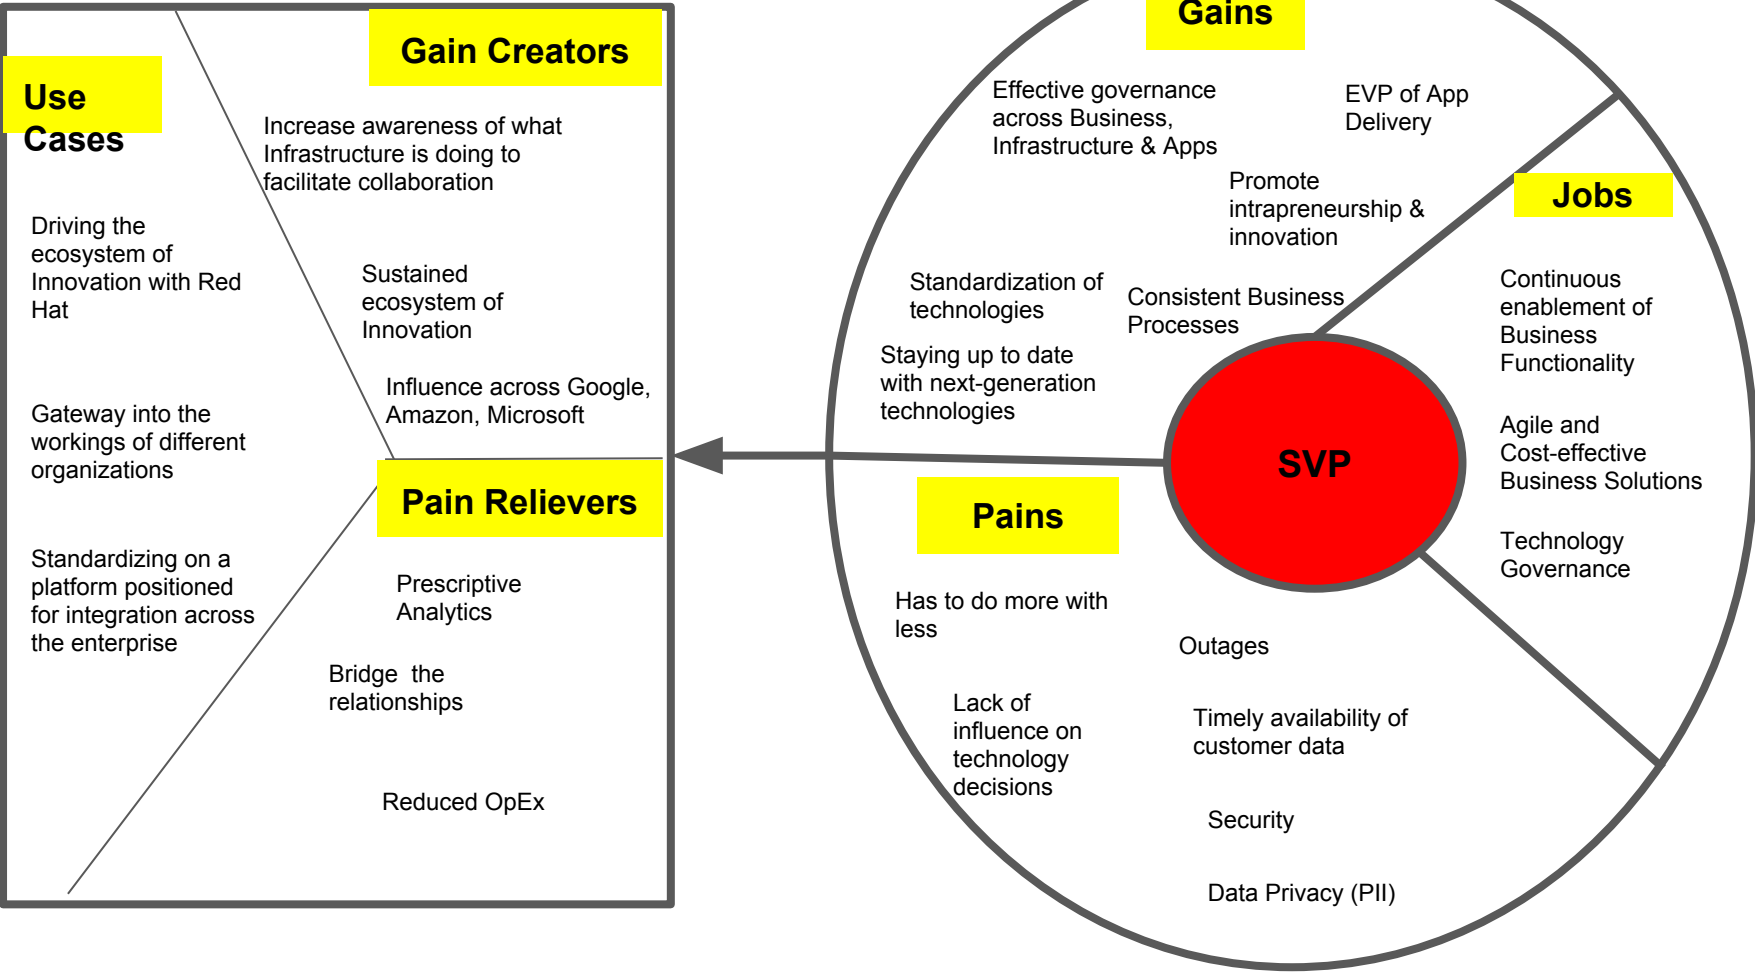 Use
Cases
Driving the
ecosystem of
Innovation with Red
Hat
Gateway into the
workings of different
organizations
Standardizing on a
platform positioned
for integration across
the enterprise
Gain Creators
Increase awareness of what
Infrastructure is doing to
facilitate collaboration
Sustained
ecosystem of
Innovation
Influence across Google,
Amazon, Microsoft
Pain Relievers
Prescriptive
Analytics
Bridge the
relationships
Reduced OpEx
Gains
Effective governance
across Business,
Infrastructure & Apps
EVP of App
Delivery
Promote
intrapreneurship &
innovation
Standardization of
technologies
Consistent Business
Processes
Staying up to date
with next-generation
technologies
Jobs
Continuous
enablement of
Business
Functionality
Agile and
Cost-effective
Business Solutions
Technology
Governance
SVP
Pains
Has to do more with
less
Outages
Lack of
influence on
technology
decisions
Timely availability of
customer data
Security
Data Privacy (PII)